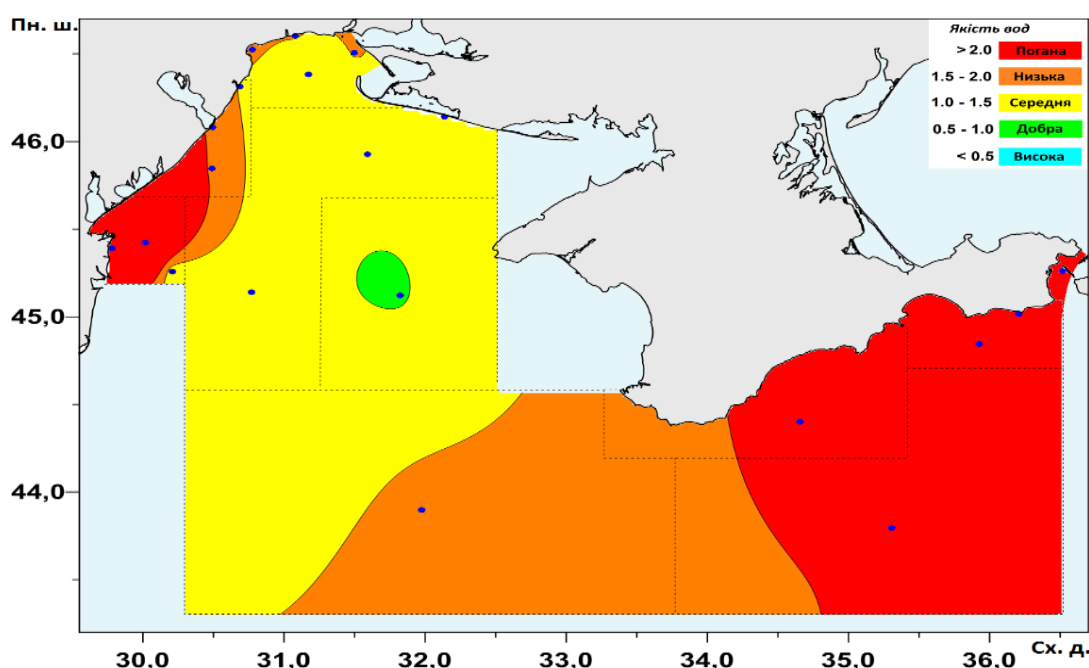 Пн. ш.
Якість вод
> 2.0 Погана
1.5 - 2.0 Низька
1.0 - 1.5 Середня
0.5 - 1.0 Добра
< 0.5 Висока
46,0
45,0
44,0
30.0 31.0 32.0 33.0 34.0 35.0 36.0 Сх. д.